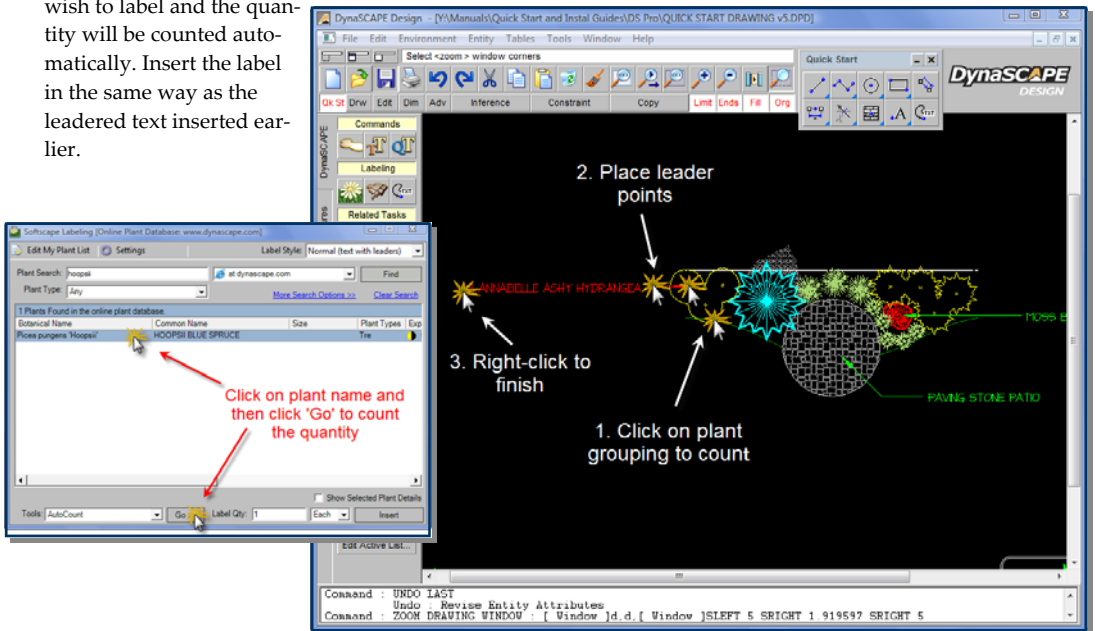 wish to label and the quan-
tity will be counted auto-
matically. Insert the label
in the same way as the
leadered text inserted ear-
lier.
DynaSCAPE Design - [Y:\Manuals\Quick Start and Instal Guides\DS Pro\QUICK START DRAWING v5.DPD]
File Edit Environment Entity Tables Tools Window Help
Select <zoom > window corners
Quick Start
DynaSCAPE
DESIGN
Qk St Drw Edit Dim Adv Inference Constraint Copy Limit Ends Fill Org
Commands
DynaSCAPE
Labeling
Related Tasks
2. Place leader
points
ANNABELLE ASHY HYDRANGEA
MOSS B
3. Right-click to
finish
PAVING STONE PATIO
1. Click on plant
grouping to count
Softscape Labeling [Online Plant Database: www.dynascape.com]
Edit My Plant List Settings Label Style: Normal (text with leaders)
Plant Search: hoopsii at dynascape.com Find
Plant Type: Any More Search Options >> Clear Search
1 Plants Found in the online plant database.
Botanical Name Common Name Size Plant Types Exp
Picea pungens 'Hoopsii' HOOPSII BLUE SPRUCE Tre
Click on plant name and
then click 'Go' to count
the quantity
Show Selected Plant Details
Tools: AutoCount Go Label Qty: 1 Each Insert
Edit Active List...
Command : UNDO LAST
Undo : Revise Entity Attributes
Command : ZOOM DRAWING WINDOW : [ Window ]d,d,[ Window ]SLEFT 5 SRIGHT 1.919597 SRIGHT 5